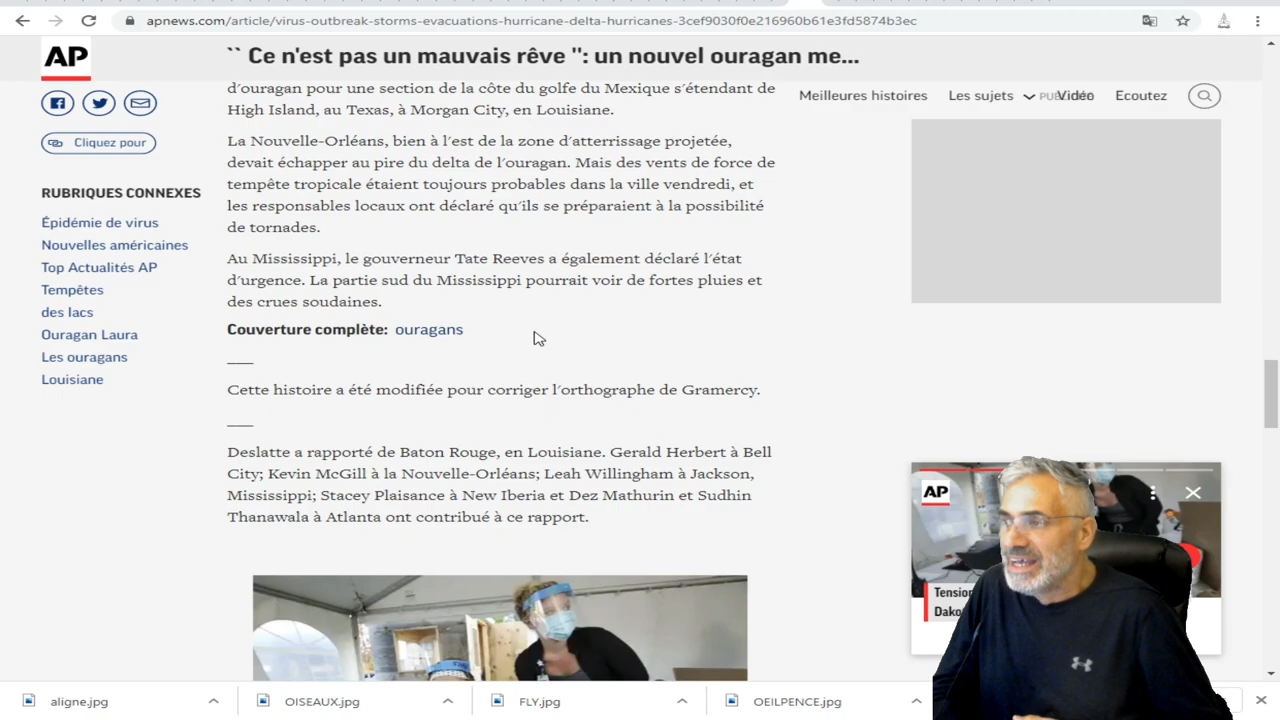 apnews.com/article/virus-outbreak-storms-evacuations-hurricane-delta-hurricanes-3cef9030f0e216960b61e3fd5874b3ec
AP
`` Ce n'est pas un mauvais rêve '': un nouvel ouragan me...
Meilleures histoires
Les sujets
Vidéo
Ecoutez
Cliquez pour
RUBRIQUES CONNEXES
Épidémie de virus
Nouvelles américaines
Top Actualités AP
Tempêtes
des lacs
Ouragan Laura
Les ouragans
Louisiane
d'ouragan pour une section de la côte du golfe du Mexique s'étendant de
High Island, au Texas, à Morgan City, en Louisiane.
La Nouvelle-Orléans, bien à l'est de la zone d'atterrissage projetée,
devait échapper au pire du delta de l'ouragan. Mais des vents de force de
tempête tropicale étaient toujours probables dans la ville vendredi, et
les responsables locaux ont déclaré qu'ils se préparaient à la possibilité
de tornades.
Au Mississippi, le gouverneur Tate Reeves a également déclaré l'état
d'urgence. La partie sud du Mississippi pourrait voir de fortes pluies et
des crues soudaines.
Couverture complète: ouragans
Cette histoire a été modifiée pour corriger l'orthographe de Gramercy.
Deslatte a rapporté de Baton Rouge, en Louisiane. Gerald Herbert à Bell
City; Kevin McGill à la Nouvelle-Orléans; Leah Willingham à Jackson,
Mississippi; Stacey Plaisance à New Iberia et Dez Mathurin et Sudhin
Thanawala à Atlanta ont contribué à ce rapport.
AP
aligne.jpg
OISEAUX.jpg
FLY.jpg
OEILPENCE.jpg